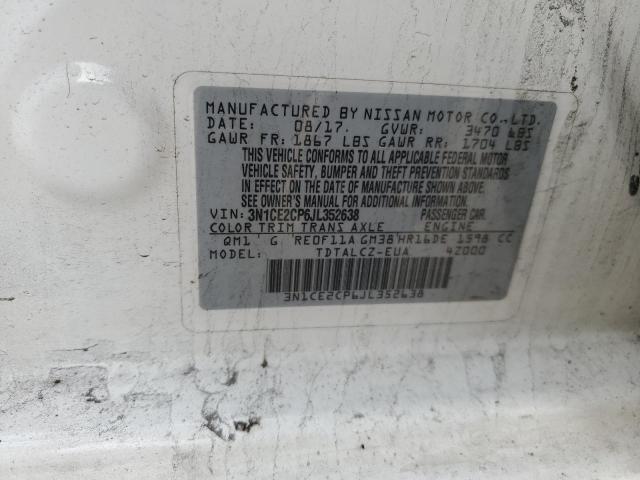 MANUFACTURED BY NISSAN MOTOR CO.,LTD.
DATE: 08/17. GVWR: 3470 LBS
GAWR FR: 1867 LBS GAWR RR: 1704 LBS
THIS VEHICLE CONFORMS TO ALL APPLICABLE FEDERAL MOTOR
VEHICLE SAFETY, BUMPER AND THEFT PREVENTION STANDARDS
IN EFFECT ON THE DATE OF MANUFACTURE SHOWN ABOVE.
SEE OWNER'S MANUAL FOR ADDITIONAL INFORMATION.
VIN: 3N1CE2CP6JL352638 PASSENGER CAR.
COLOR TRIM TRANS AXLE ENGINE
QM1 G RE0F11A GM38 HR16DE 1598 CC
MODEL: TDTALCZ-EUA 4Z000
3N1CE2CP6JL352638